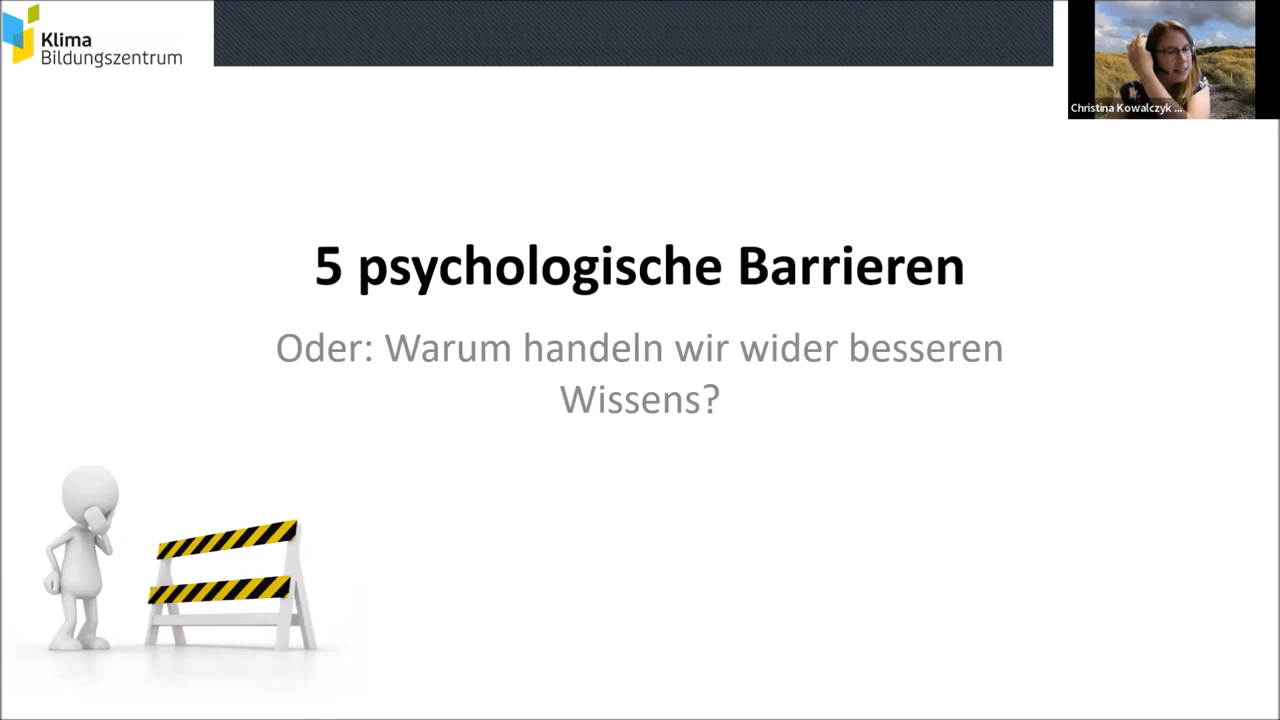 Klima
Bildungszentrum
Christina Kowalczyk ...
5 psychologische Barrieren
Oder: Warum handeln wir wider besseren
Wissens?